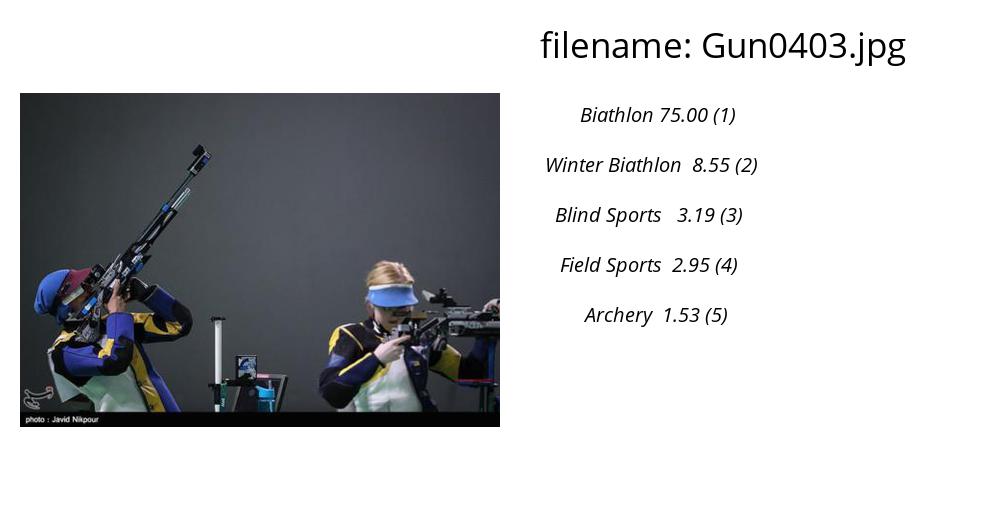 filename: Gun0403.jpg
Biathlon 75.00 (1)
Winter Biathlon 8.55 (2)
Blind Sports 3.19 (3)
Field Sports 2.95 (4)
Archery 1.53 (5)
photo : Javid Nikpour